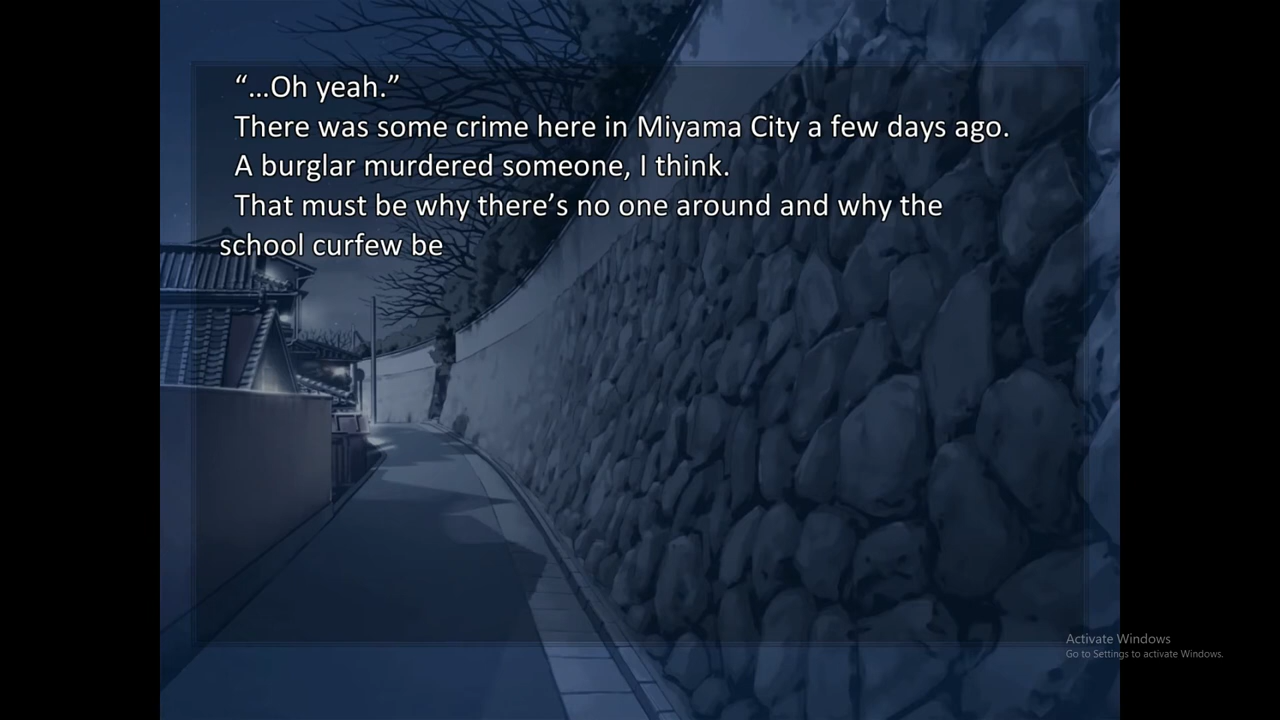 “...Oh yeah.”
There was some crime here in Miyama City a few days ago.
A burglar murdered someone, I think.
That must be why there’s no one around and why the
school curfew be
Activate Windows
Go to Settings to activate Windows.